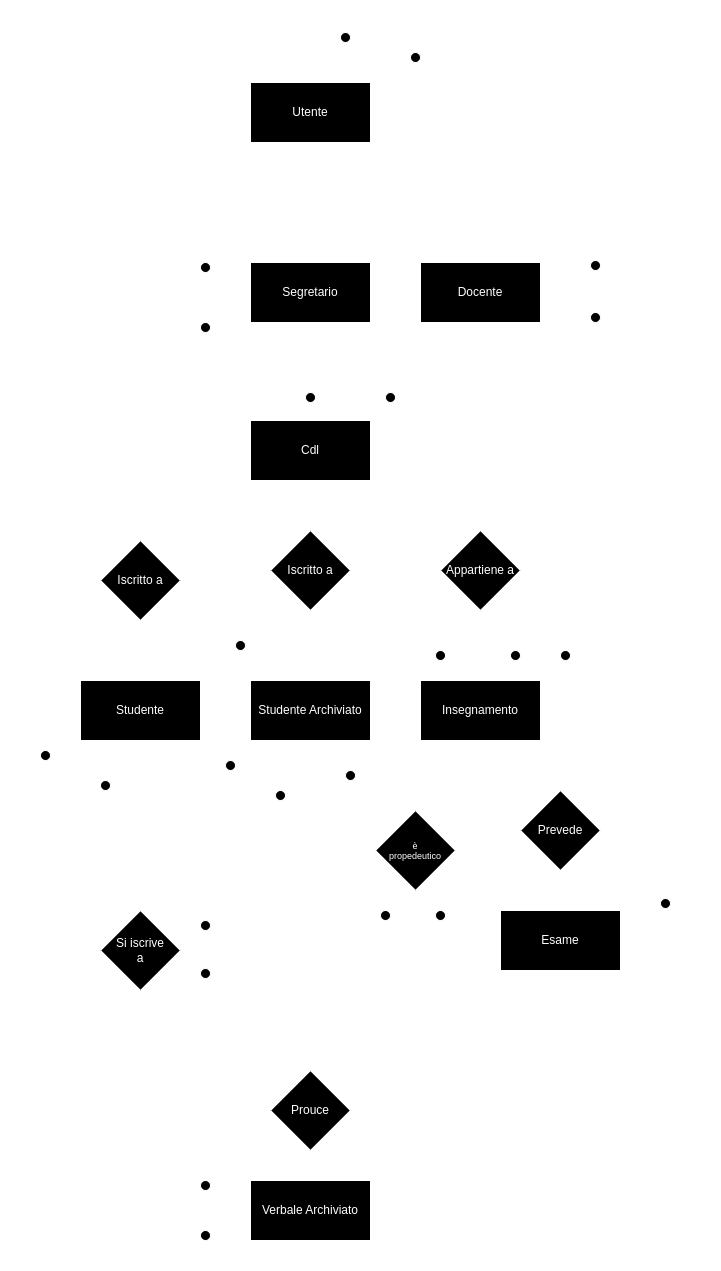 Utente
Segretario
Docente
Cdl
Iscritto a
Iscritto a
Appartiene a
Studente
Studente Archiviato
Insegnamento
Prevede
è
propedeutico
Esame
Si iscrive
a
Prouce
Verbale Archiviato